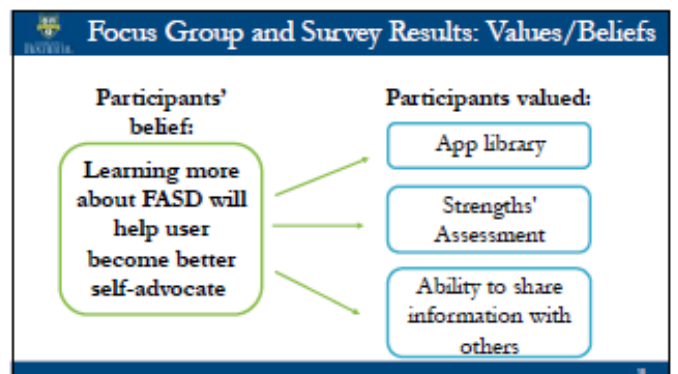 Focus Group and Survey Results: Values/Beliefs
Participants'
belief:
Learning more
about FASD will
help user
become better
self-advocate
Participants valued:
App library
Strengths'
Assessment
Ability to share
information with
others